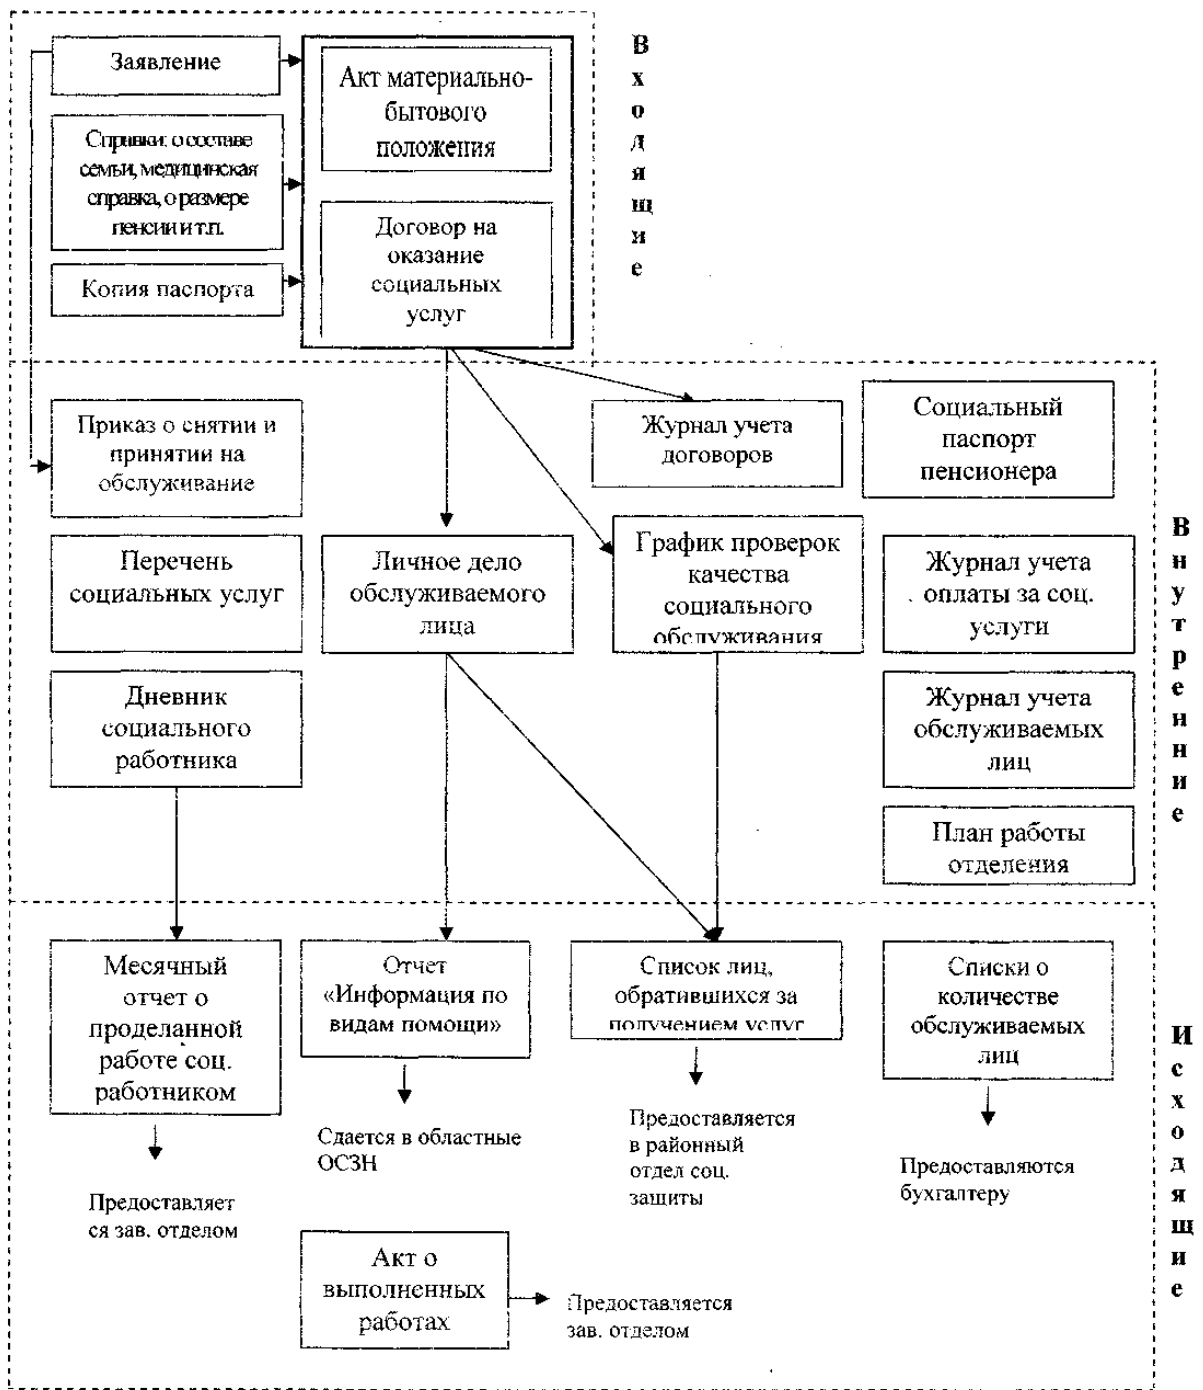 Заявление
Справки: о составе
семьи, медицинская
справка, о размере
пенсии и т.п.
Копия паспорта
Акт материально-
бытового
положения
Договор на
оказание
социальных
услуг
Входящие
Приказ о снятии и
принятии на
обслуживание
Журнал учета
договоров
Социальный
паспорт
пенсионера
Перечень
социальных услуг
Личное дело
обслуживаемого
лица
График проверок
качества
социального
обслуживания
Журнал учета
оплаты за соц.
услуги
Дневник
социального
работника
Журнал учета
обслуживаемых
лиц
План работы
отделения
Внутренние
Месячный
отчет о
проделанной
работе соц.
работником
Отчет
«Информация по
видам помощи»
Список лиц,
обратившихся за
получением услуг
Списки о
количестве
обслуживаемых
лиц
Предоставляет
ся зав. отделом
Сдается в областные
ОСЗН
Предоставляется
в районный
отдел соц.
защиты
Предоставляются
бухгалтеру
Акт о
выполненных
работах
Предоставляется
зав. отделом
Исходящие